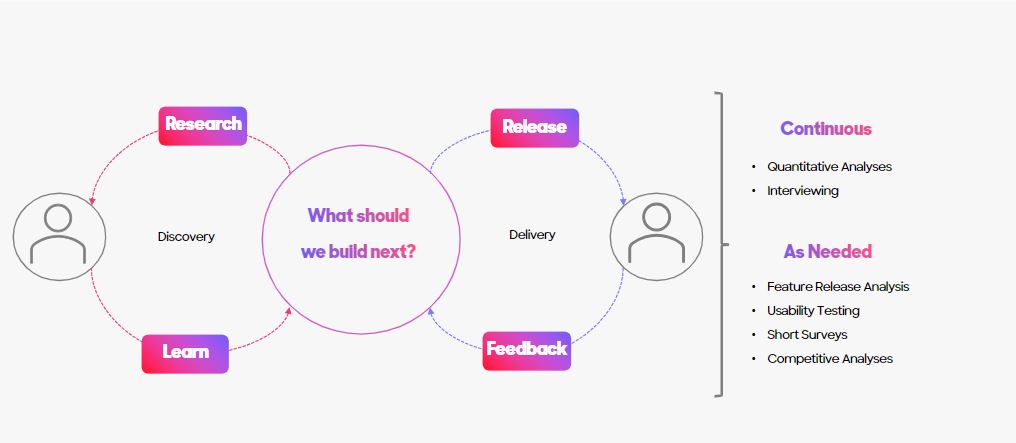 Research
Release
What should
we build next?
Discovery
Delivery
Learn
Feedback
Continuous
• Quantitative Analyses
• Interviewing
As Needed
• Feature Release Analysis
• Usability Testing
• Short Surveys
• Competitive Analyses